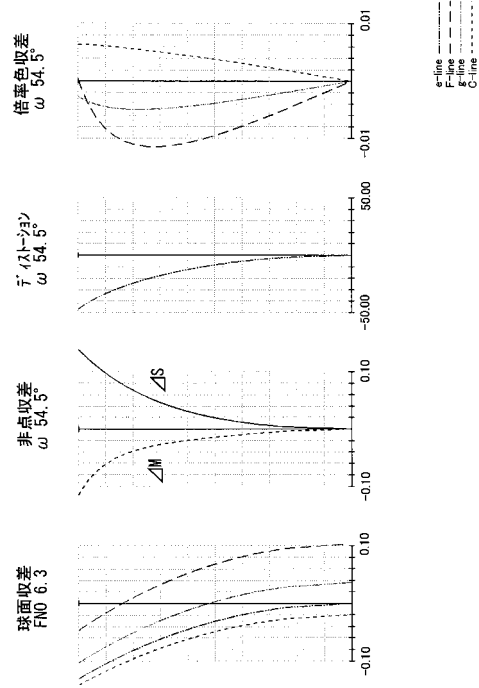 球面収差
FNO 6.3
-0.10
0.10
非点収差
ω 54.5°
ΔS
ΔM
-0.10
0.10
ディストーション
ω 54.5°
-50.00
50.00
倍率色収差
ω 54.5°
-0.01
0.01
e-line
F-line
g-line
C-line